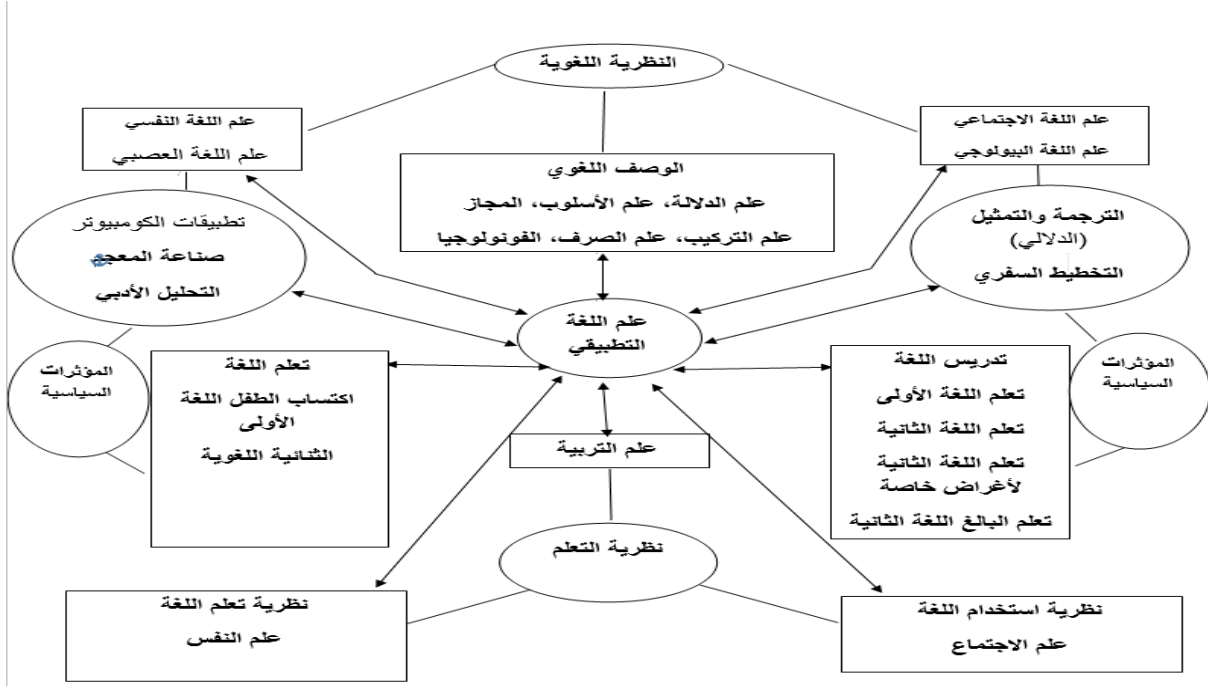 النظرية اللغوية
علم اللغة الاجتماعي
علم اللغة البيولوجي
علم اللغة النفسي
علم اللغة العصبي
الوصف اللغوي
علم الدلالة، علم الأسلوب، المجاز
علم التركيب، علم الصرف، الفونولوجيا
الترجمة والتمثيل
(الدلالي)
التخطيط السفري
تطبيقات الكومبيوتر
صناعة المعجم
التحليل الأدبي
علم اللغة
التطبيقي
المؤثرات
السياسية
المؤثرات
السياسية
تدريس اللغة
تعلم اللغة الأولى
تعلم اللغة الثانية
تعلم اللغة الثانية
لأغراض خاصة
تعلم البالغ اللغة الثانية
تعلم اللغة
اكتساب الطفل اللغة
الأولى
الثنائية اللغوية
علم التربية
نظرية التعلم
نظرية استخدام اللغة
علم الاجتماع
نظرية تعلم اللغة
علم النفس